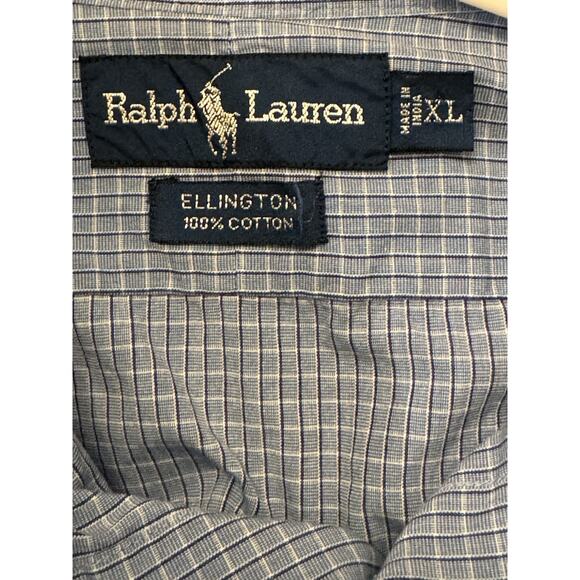 Ralph Lauren
MADE IN
INDIA
XL
ELLINGTON
100% COTTON